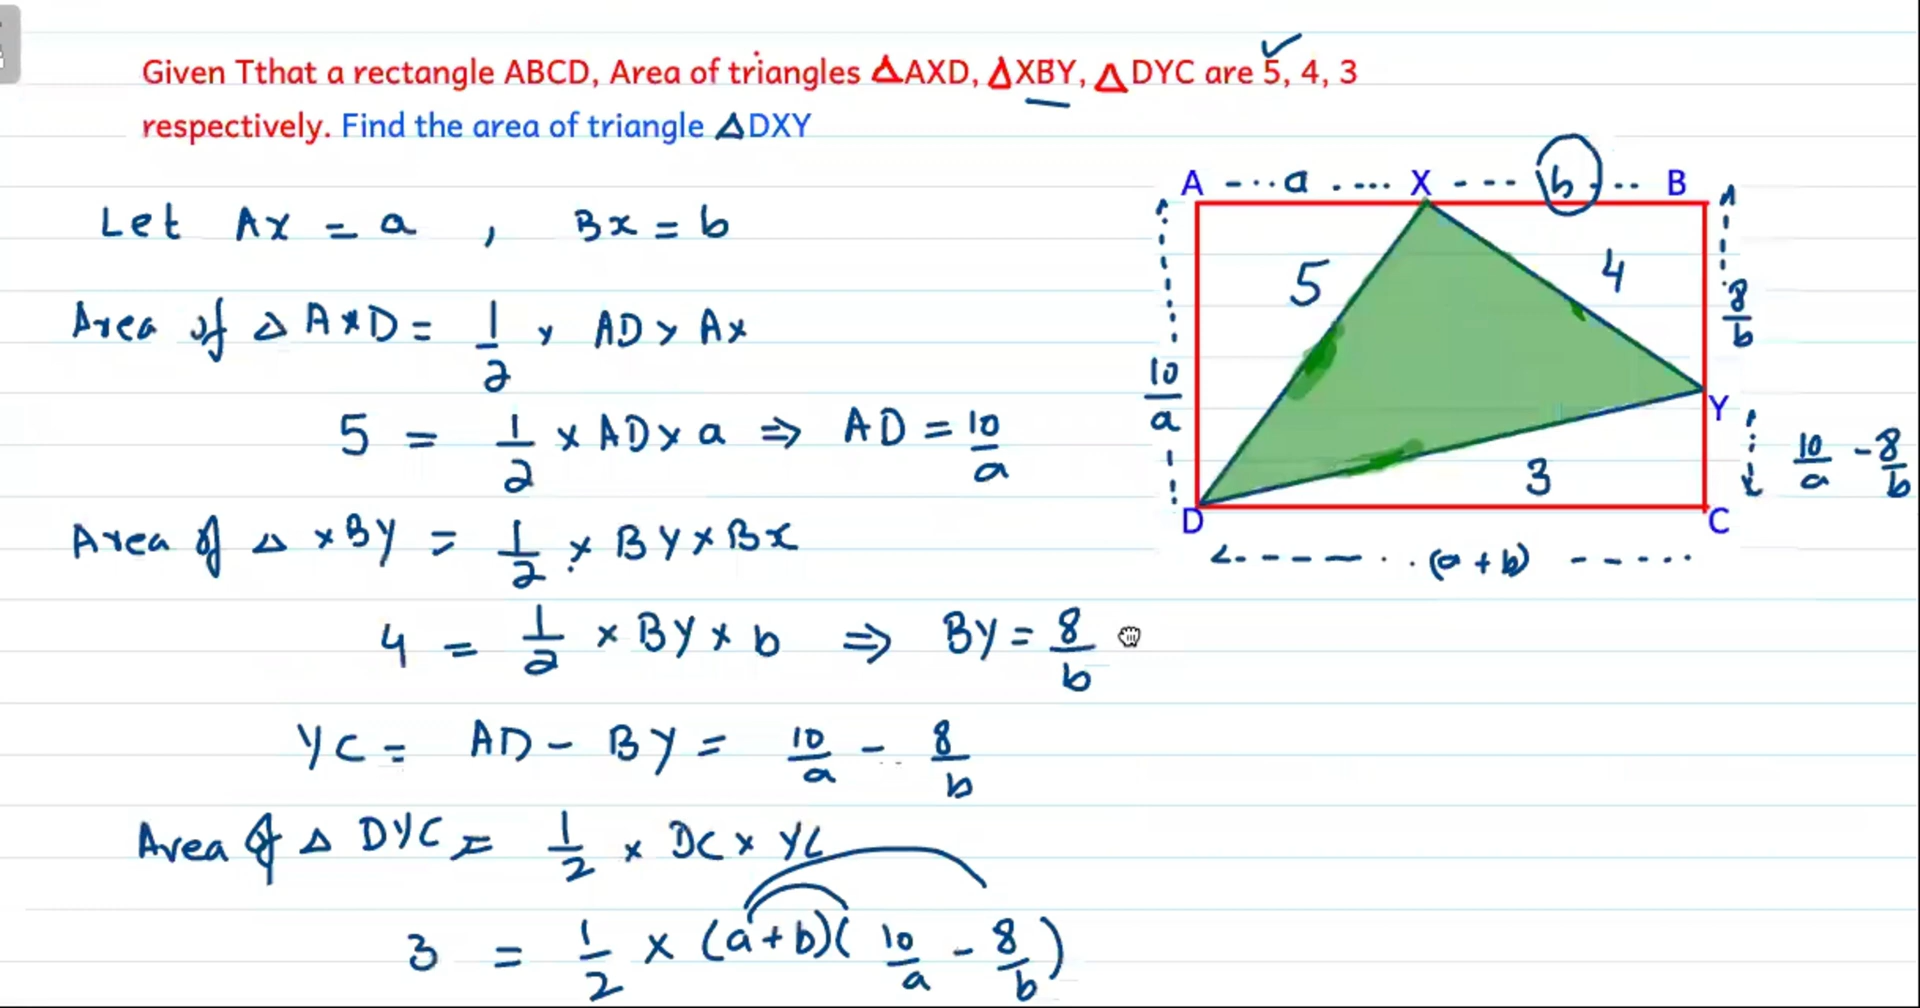 Given Tthat a rectangle ABCD, Area of triangles ΔAXD, ΔXBY, ΔDYC are 5, 4, 3
respectively. Find the area of triangle ΔDXY
A - - · a · - - - X - - - b - - B
Let AX = a , BX = b
5
4
8/b
Area of Δ AXD = 1/2 × AD × AX
10/a
Y
5 = 1/2 × AD × a ⇒ AD = 10/a
3
10/a - 8/b
D
C
Area of Δ XBY = 1/2 × BY × BX
(a + b)
4 = 1/2 × BY × b ⇒ BY = 8/b
YC = AD - BY = 10/a - 8/b
Area of Δ DYC = 1/2 × DC × YC
3 = 1/2 × (a+b)(10/a - 8/b)